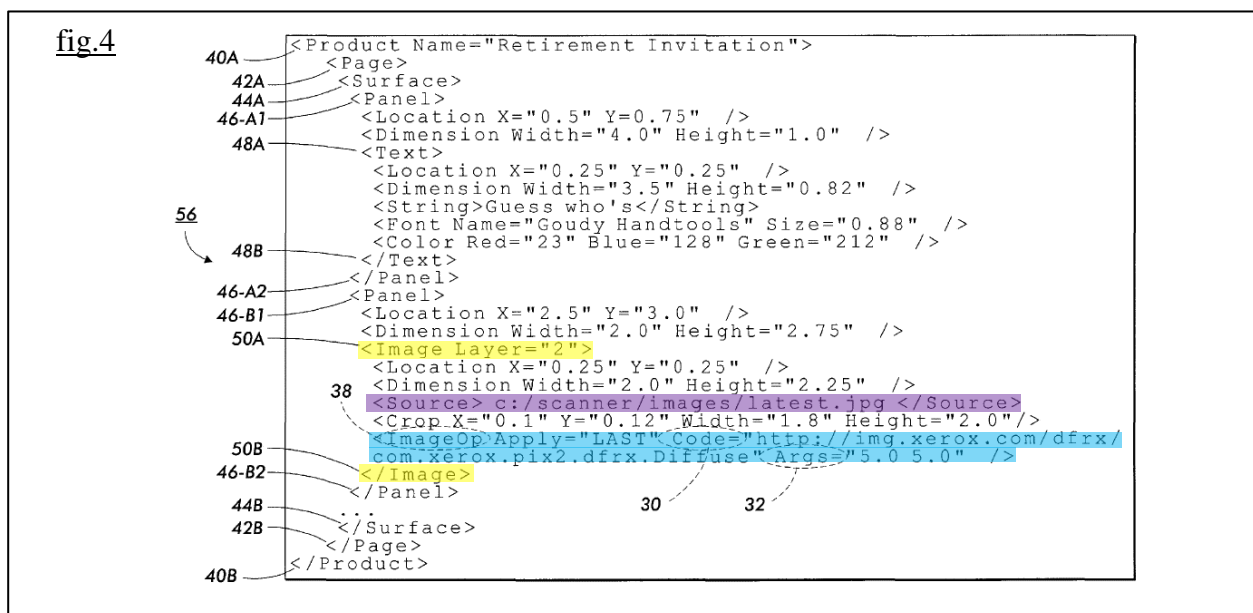 fig.4
40A <Product Name="Retirement Invitation">
42A <Page>
44A <Surface>
46-A1 <Panel>
<Location X="0.5" Y=0.75" />
<Dimension Width="4.0" Height="1.0" />
48A <Text>
<Location X="0.25" Y="0.25" />
<Dimension Width="3.5" Height="0.82" />
<String>Guess who's</String>
<Font Name="Goudy Handtools" Size="0.88" />
<Color Red="23" Blue="128" Green="212" />
56
48B </Text>
46-A2 </Panel>
46-B1 <Panel>
<Location X="2.5" Y="3.0" />
<Dimension Width="2.0" Height="2.75" />
50A <Image Layer="2">
<Location X="0.25" Y="0.25" />
<Dimension Width="2.0" Height="2.25" />
38 <Source> c:/scanner/images/latest.jpg </Source>
<Crop X="0.1" Y="0.12" Width="1.8" Height="2.0"/>
<ImageOp Apply="LAST" Code="http://img.xerox.com/dfrx/
com.xerox.pix2.dfrx.Diffuse" Args="5.0 5.0" />
50B </Image>
46-B2 </Panel>
30 32
...
44B </Surface>
42B </Page>
40B </Product>